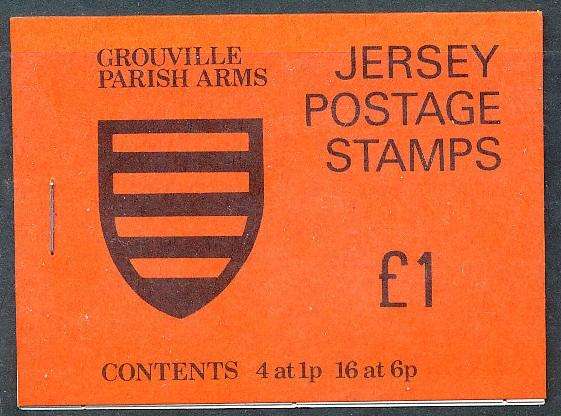 GROUVILLE
PARISH ARMS
JERSEY
POSTAGE
STAMPS
£1
CONTENTS 4 at 1p 16 at 6p